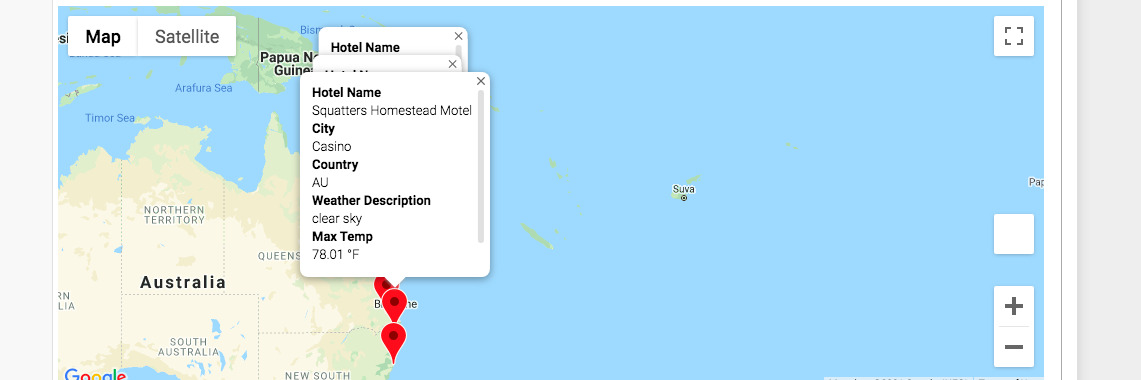 Map
Satellite
Hotel Name
Papua N
Guine
Arafura Sea
Timor Sea
Hotel Name
Squatters Homestead Motel
City
Casino
Country
AU
Weather Description
clear sky
Max Temp
78.01 °F
Suva
Pap
NORTHERN
TERRITORY
QUEENS
Australia
RN
LIA
B
ne
SOUTH
AUSTRALIA
NEW SOUTH
Google